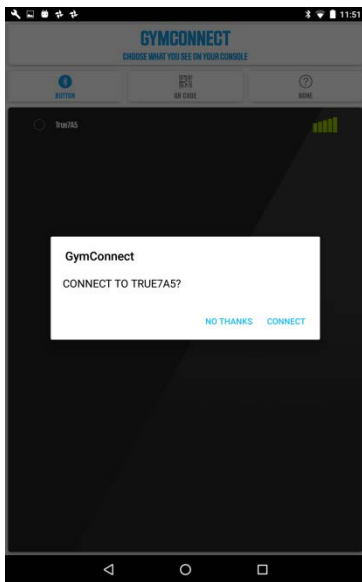 11:51
GYMCONNECT
CHOOSE WHAT YOU SEE ON YOUR CONSOLE
BUTTON
QR CODE
NONE
True7A5
GymConnect
CONNECT TO TRUE7A5?
NO THANKS CONNECT